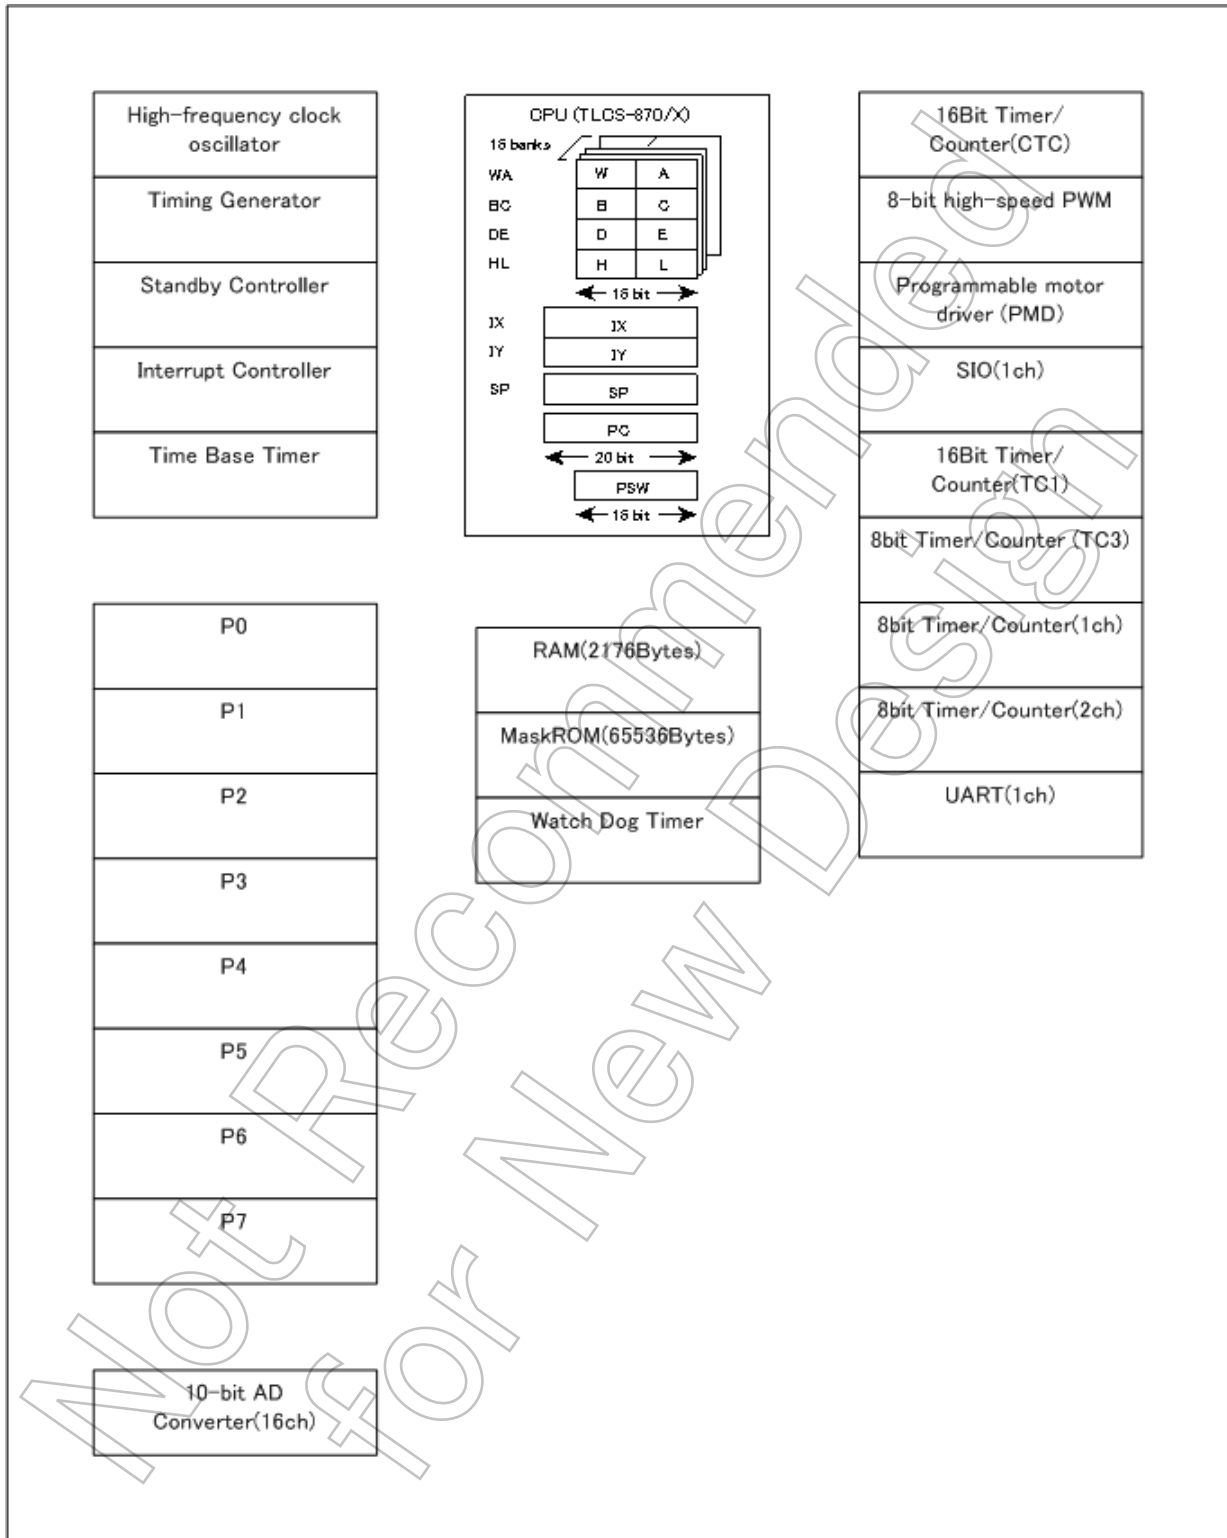 High-frequency clock
oscillator
Timing Generator
Standby Controller
Interrupt Controller
Time Base Timer
CPU (TLCS-870/X)
16 banks
WA
W A
BC
B C
DE
D E
HL
H L
16 bit
IX
IX
IY
IY
SP
SP
PC
20 bit
PSW
16 bit
16Bit Timer/
Counter(CTC)
8-bit high-speed PWM
Programmable motor
driver (PMD)
SIO(1ch)
16Bit Timer/
Counter(TC1)
8bit Timer/Counter (TC3)
8bit Timer/Counter(1ch)
8bit Timer/Counter(2ch)
UART(1ch)
P0
P1
P2
P3
P4
P5
P6
P7
RAM(2176Bytes)
MaskROM(65536Bytes)
Watch Dog Timer
10-bit AD
Converter(16ch)
Not Recommended
for New Design